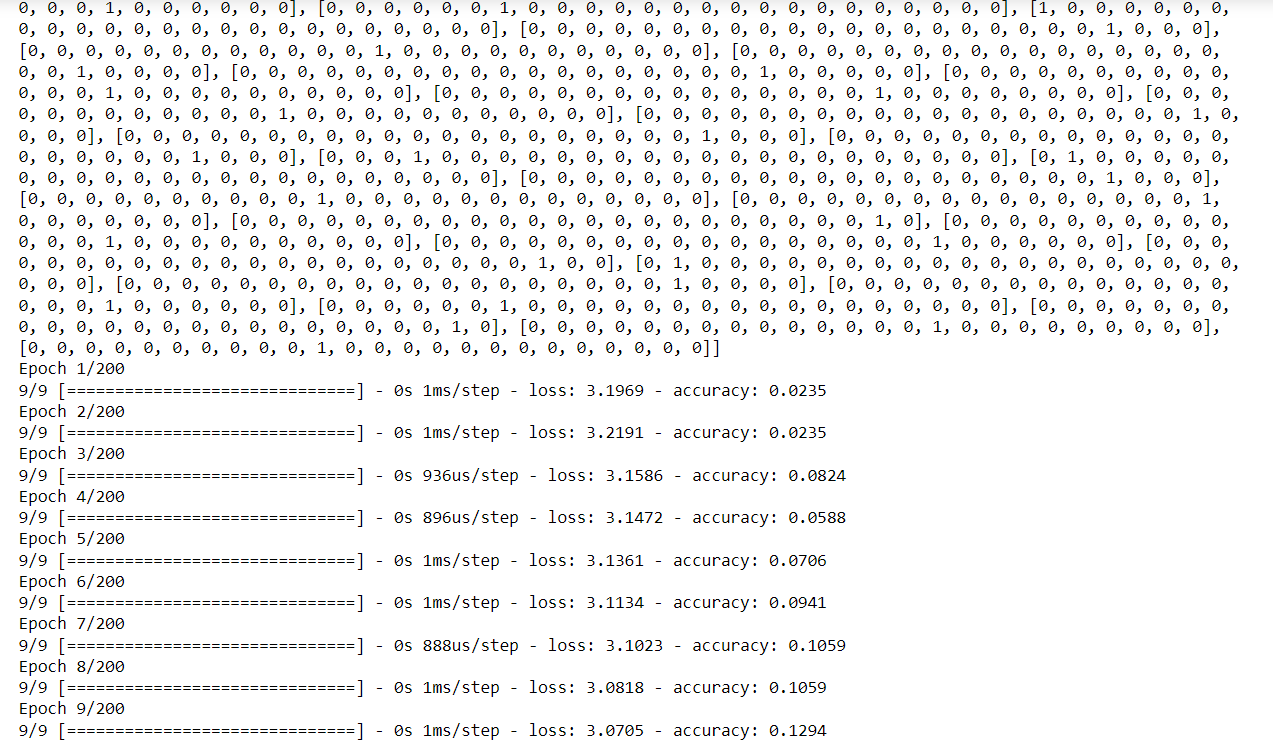 0, 0, 0, 1, 0, 0, 0, 0, 0, 0], [0, 0, 0, 0, 0, 0, 1, 0, 0, 0, 0, 0, 0, 0, 0, 0, 0, 0, 0, 0, 0, 0, 0, 0], [1, 0, 0, 0, 0, 0, 0,
0, 0, 0, 0, 0, 0, 0, 0, 0, 0, 0, 0, 0, 0, 0, 0, 0], [0, 0, 0, 0, 0, 0, 0, 0, 0, 0, 0, 0, 0, 0, 0, 0, 0, 0, 0, 0, 1, 0, 0, 0],
[0, 0, 0, 0, 0, 0, 0, 0, 0, 0, 0, 0, 1, 0, 0, 0, 0, 0, 0, 0, 0, 0, 0, 0], [0, 0, 0, 0, 0, 0, 0, 0, 0, 0, 0, 0, 0, 0, 0, 0, 0,
0, 0, 1, 0, 0, 0, 0], [0, 0, 0, 0, 0, 0, 0, 0, 0, 0, 0, 0, 0, 0, 0, 0, 0, 0, 1, 0, 0, 0, 0, 0], [0, 0, 0, 0, 0, 0, 0, 0, 0, 0,
0, 0, 0, 1, 0, 0, 0, 0, 0, 0, 0, 0, 0, 0], [0, 0, 0, 0, 0, 0, 0, 0, 0, 0, 0, 0, 0, 0, 0, 1, 0, 0, 0, 0, 0, 0, 0, 0], [0, 0, 0,
0, 0, 0, 0, 0, 0, 0, 0, 0, 1, 0, 0, 0, 0, 0, 0, 0, 0, 0, 0, 0], [0, 0, 0, 0, 0, 0, 0, 0, 0, 0, 0, 0, 0, 0, 0, 0, 0, 0, 0, 1, 0,
0, 0, 0], [0, 0, 0, 0, 0, 0, 0, 0, 0, 0, 0, 0, 0, 0, 0, 0, 0, 0, 0, 0, 1, 0, 0, 0], [0, 0, 0, 0, 0, 0, 0, 0, 0, 0, 0, 0, 0, 0,
0, 0, 0, 0, 0, 0, 1, 0, 0, 0], [0, 0, 0, 1, 0, 0, 0, 0, 0, 0, 0, 0, 0, 0, 0, 0, 0, 0, 0, 0, 0, 0, 0, 0], [0, 1, 0, 0, 0, 0, 0,
0, 0, 0, 0, 0, 0, 0, 0, 0, 0, 0, 0, 0, 0, 0, 0, 0], [0, 0, 0, 0, 0, 0, 0, 0, 0, 0, 0, 0, 0, 0, 0, 0, 0, 0, 0, 0, 1, 0, 0, 0],
[0, 0, 0, 0, 0, 0, 0, 0, 0, 0, 1, 0, 0, 0, 0, 0, 0, 0, 0, 0, 0, 0, 0, 0], [0, 0, 0, 0, 0, 0, 0, 0, 0, 0, 0, 0, 0, 0, 0, 0, 1,
0, 0, 0, 0, 0, 0, 0], [0, 0, 0, 0, 0, 0, 0, 0, 0, 0, 0, 0, 0, 0, 0, 0, 0, 0, 0, 0, 0, 0, 1, 0], [0, 0, 0, 0, 0, 0, 0, 0, 0, 0,
0, 0, 0, 1, 0, 0, 0, 0, 0, 0, 0, 0, 0, 0], [0, 0, 0, 0, 0, 0, 0, 0, 0, 0, 0, 0, 0, 0, 0, 0, 0, 1, 0, 0, 0, 0, 0, 0], [0, 0, 0,
0, 0, 0, 0, 0, 0, 0, 0, 0, 0, 0, 0, 0, 0, 0, 0, 0, 0, 1, 0, 0], [0, 1, 0, 0, 0, 0, 0, 0, 0, 0, 0, 0, 0, 0, 0, 0, 0, 0, 0, 0, 0,
0, 0, 0], [0, 0, 0, 0, 0, 0, 0, 0, 0, 0, 0, 0, 0, 0, 0, 0, 0, 0, 0, 1, 0, 0, 0, 0], [0, 0, 0, 0, 0, 0, 0, 0, 0, 0, 0, 0, 0, 0,
0, 0, 0, 1, 0, 0, 0, 0, 0, 0], [0, 0, 0, 0, 0, 0, 1, 0, 0, 0, 0, 0, 0, 0, 0, 0, 0, 0, 0, 0, 0, 0, 0, 0], [0, 0, 0, 0, 0, 0, 0,
0, 0, 0, 0, 0, 0, 0, 0, 0, 0, 0, 0, 0, 0, 0, 1, 0], [0, 0, 0, 0, 0, 0, 0, 0, 0, 0, 0, 0, 0, 0, 1, 0, 0, 0, 0, 0, 0, 0, 0, 0],
[0, 0, 0, 0, 0, 0, 0, 0, 0, 0, 1, 0, 0, 0, 0, 0, 0, 0, 0, 0, 0, 0, 0, 0]]
Epoch 1/200
9/9 [==============================] - 0s 1ms/step - loss: 3.1969 - accuracy: 0.0235
Epoch 2/200
9/9 [==============================] - 0s 1ms/step - loss: 3.2191 - accuracy: 0.0235
Epoch 3/200
9/9 [==============================] - 0s 936us/step - loss: 3.1586 - accuracy: 0.0824
Epoch 4/200
9/9 [==============================] - 0s 896us/step - loss: 3.1472 - accuracy: 0.0588
Epoch 5/200
9/9 [==============================] - 0s 1ms/step - loss: 3.1361 - accuracy: 0.0706
Epoch 6/200
9/9 [==============================] - 0s 1ms/step - loss: 3.1134 - accuracy: 0.0941
Epoch 7/200
9/9 [==============================] - 0s 888us/step - loss: 3.1023 - accuracy: 0.1059
Epoch 8/200
9/9 [==============================] - 0s 1ms/step - loss: 3.0818 - accuracy: 0.1059
Epoch 9/200
9/9 [==============================] - 0s 1ms/step - loss: 3.0705 - accuracy: 0.1294